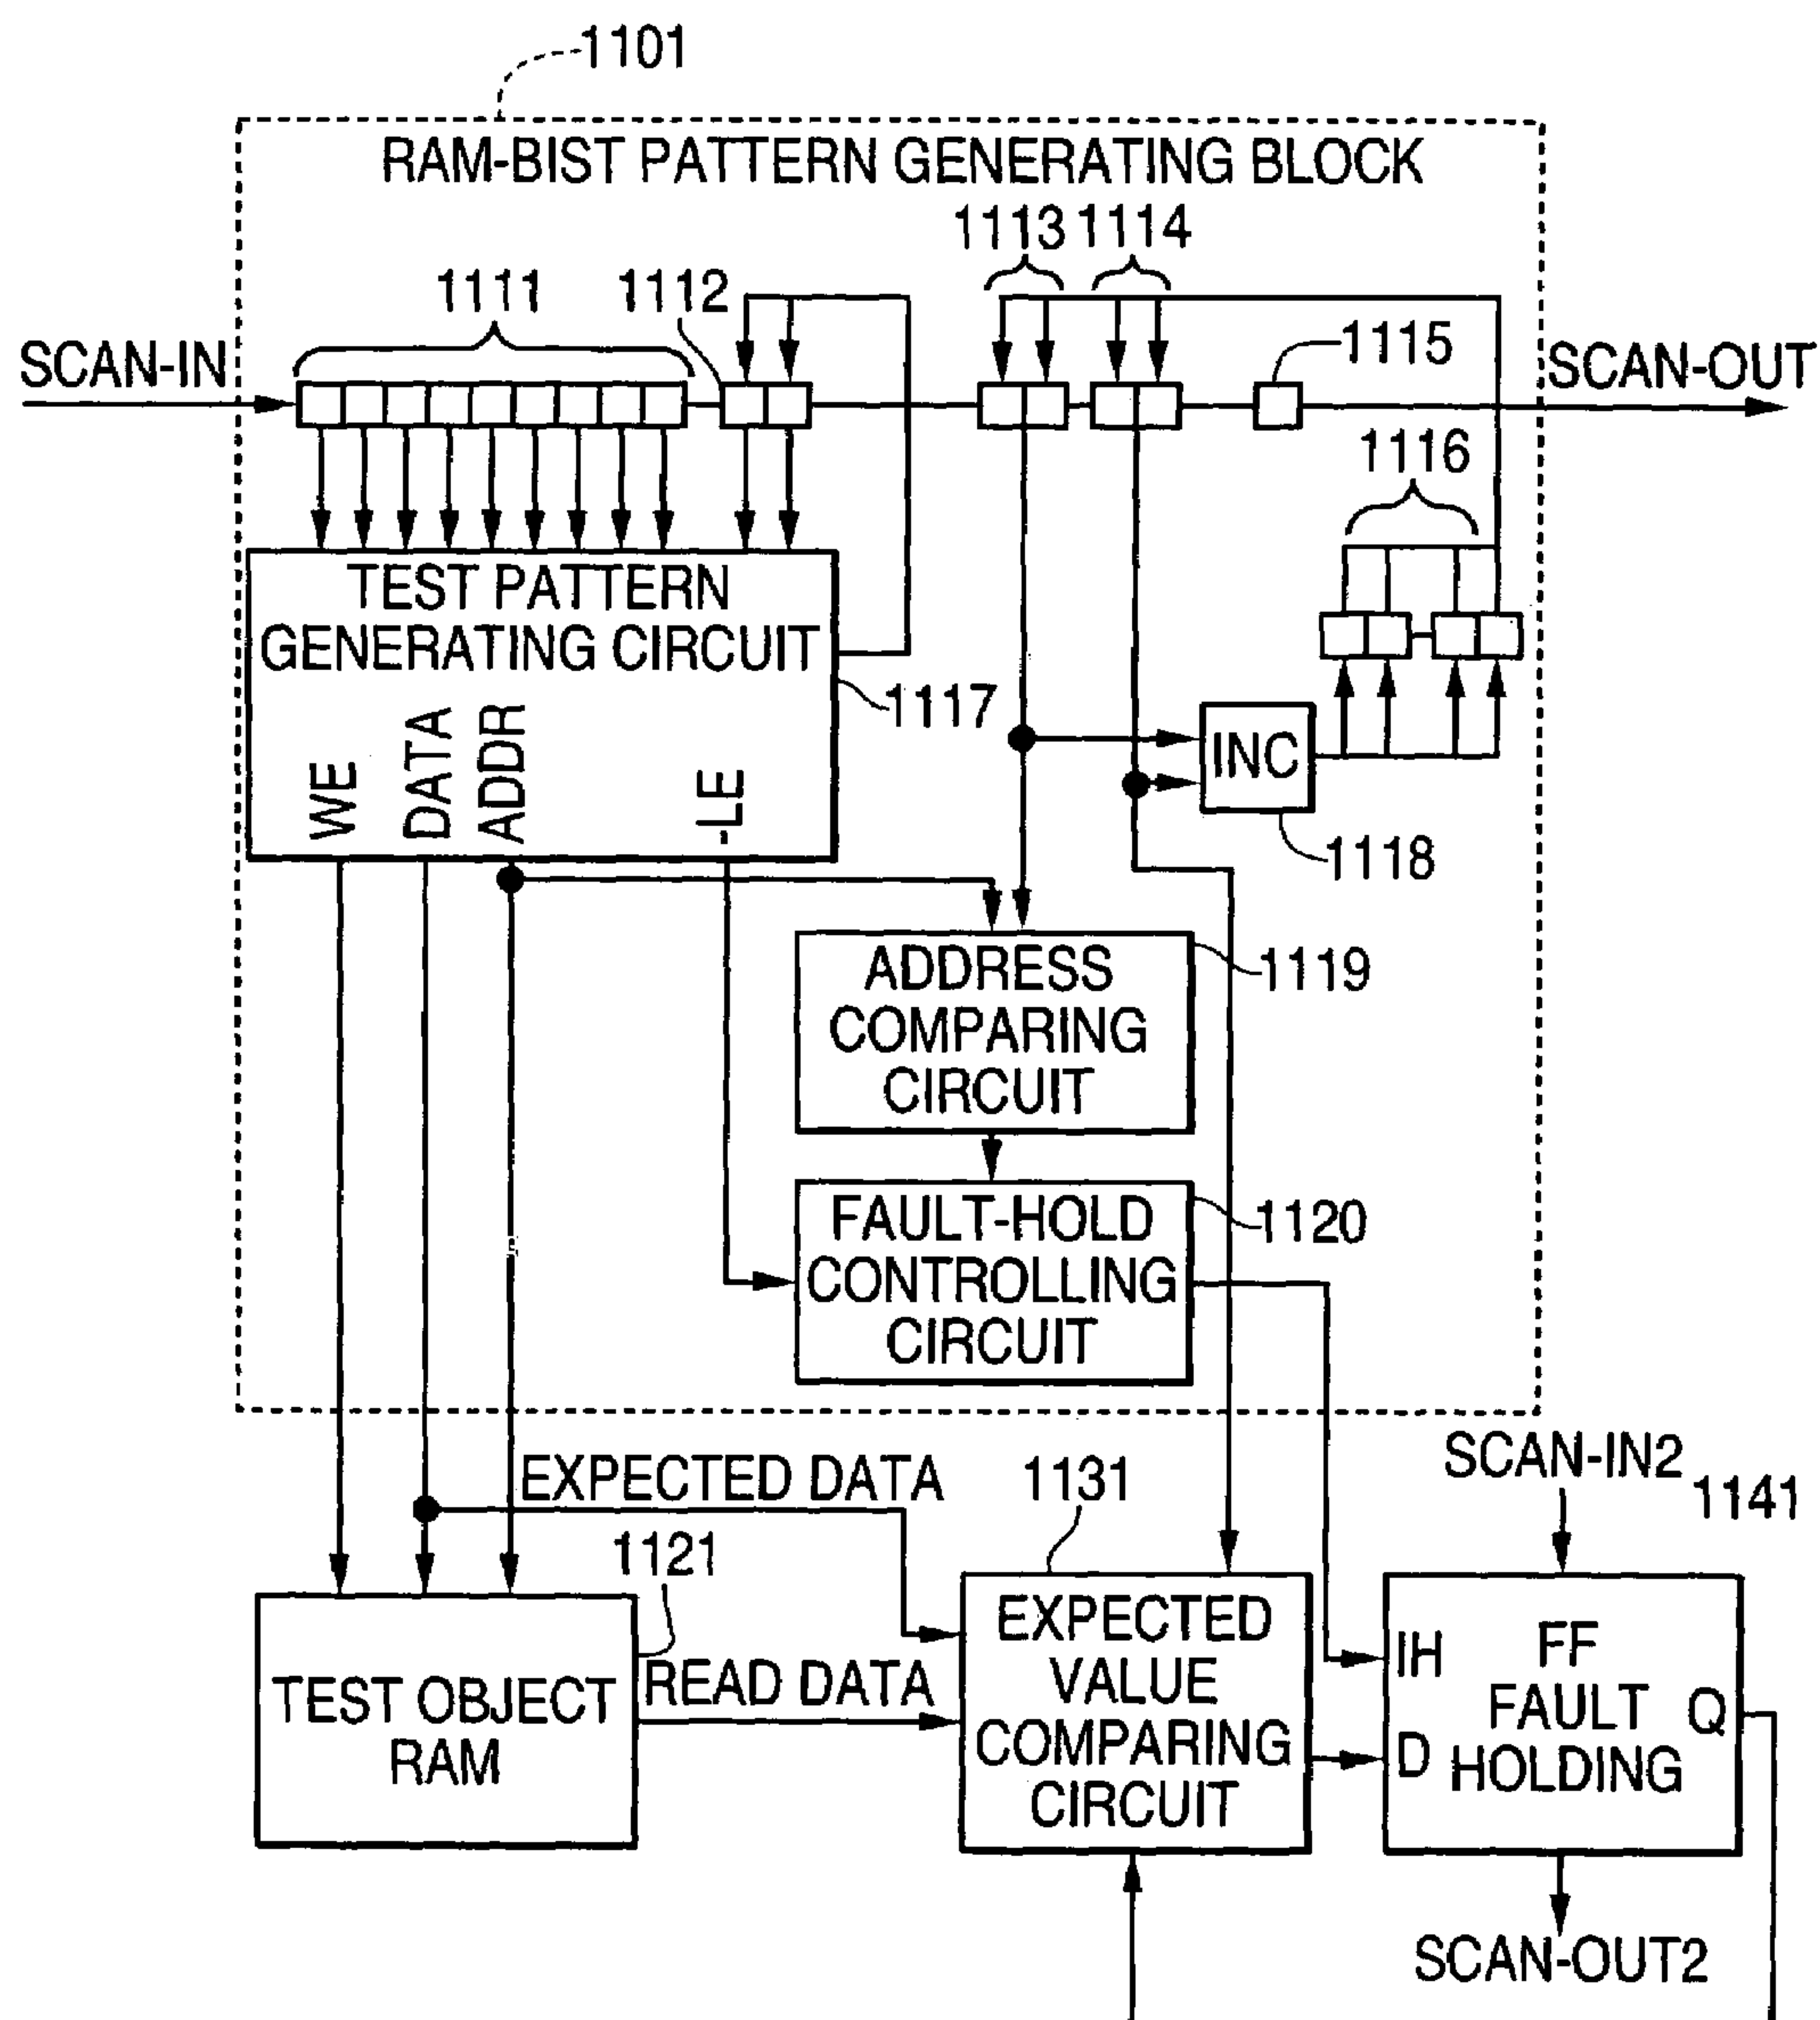 1101
RAM-BIST PATTERN GENERATING BLOCK
1113 1114
1111
1112
1115
SCAN-IN
SCAN-OUT
1116
TEST PATTERN
GENERATING CIRCUIT
1117
WE
DATA
ADDR
-LE
INC
1118
ADDRESS
COMPARING
CIRCUIT
1119
FAULT-HOLD
CONTROLLING
CIRCUIT
1120
SCAN-IN2
EXPECTED DATA
1131
1141
1121
TEST OBJECT
RAM
READ DATA
EXPECTED
VALUE
COMPARING
CIRCUIT
IH
D
FF
FAULT
HOLDING
Q
SCAN-OUT2